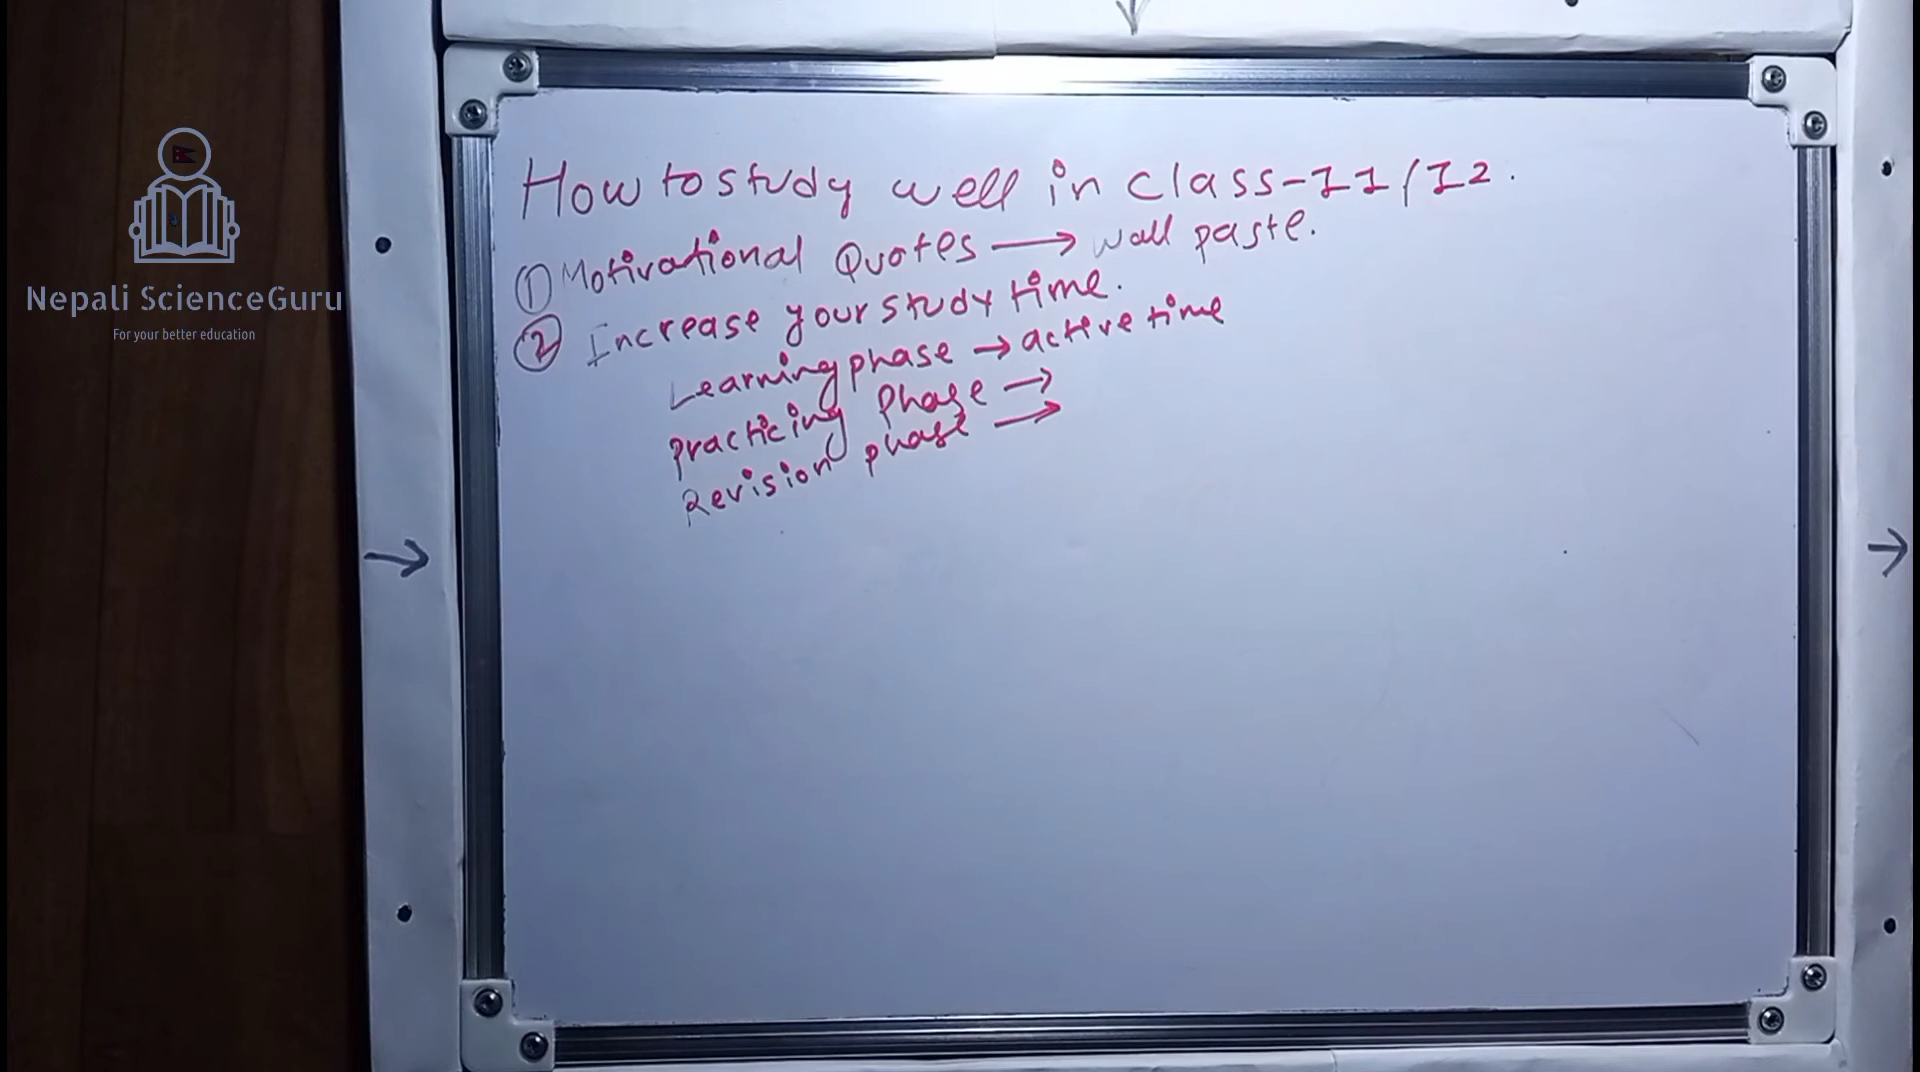 Nepali ScienceGuru
For your better education
How to study well in class-11/12.
① Motivational Quotes → wall paste.
② Increase your study time.
Learning phase → active time
practicing phase →
Revision phase →